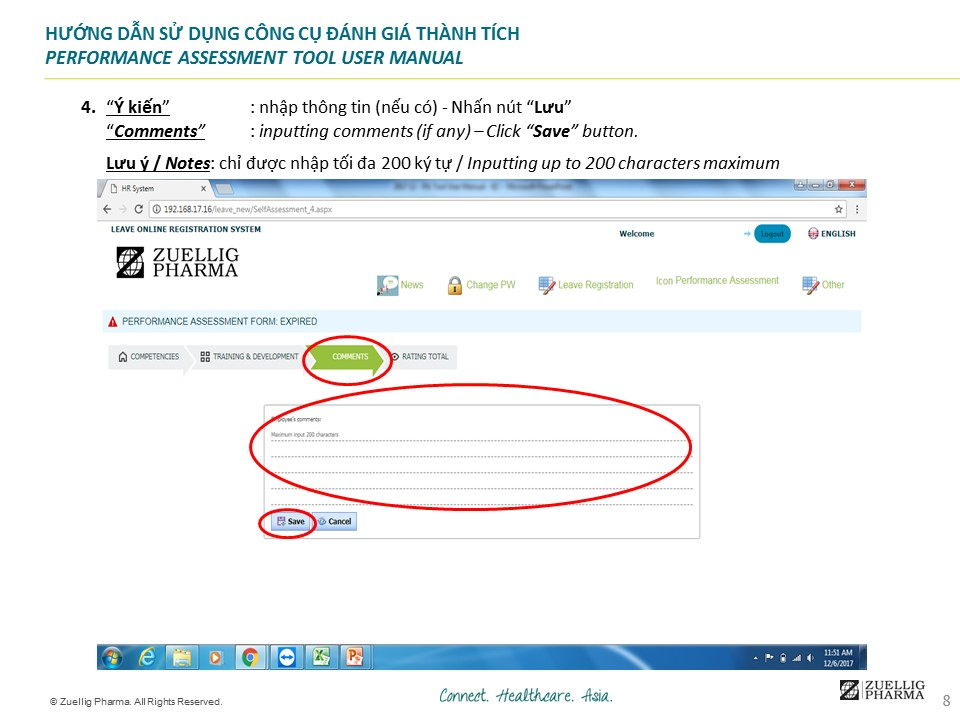 HƯỚNG DẪN SỬ DỤNG CÔNG CỤ ĐÁNH GIÁ THÀNH TÍCH
PERFORMANCE ASSESSMENT TOOL USER MANUAL
4. “Ý kiến” : nhập thông tin (nếu có) - Nhấn nút “Lưu”
“Comments” : inputting comments (if any) – Click “Save” button.
Lưu ý / Notes: chỉ được nhập tối đa 200 ký tự / Inputting up to 200 characters maximum
HR System
192.168.17.16/leave_new/SelfAssessment_4.aspx
LEAVE ONLINE REGISTRATION SYSTEM
Welcome Logout ENGLISH
ZUELLIG
PHARMA
News Change PW Leave Registration Icon Performance Assessment Other
PERFORMANCE ASSESSMENT FORM: EXPIRED
COMPETENCIES TRAINING & DEVELOPMENT COMMENTS RATING TOTAL
Employee's comments:
Maximum input 200 characters
Save Cancel
11:51 AM
12/6/2017
© Zuellig Pharma. All Rights Reserved.
Connect. Healthcare. Asia.
ZUELLIG
PHARMA
8